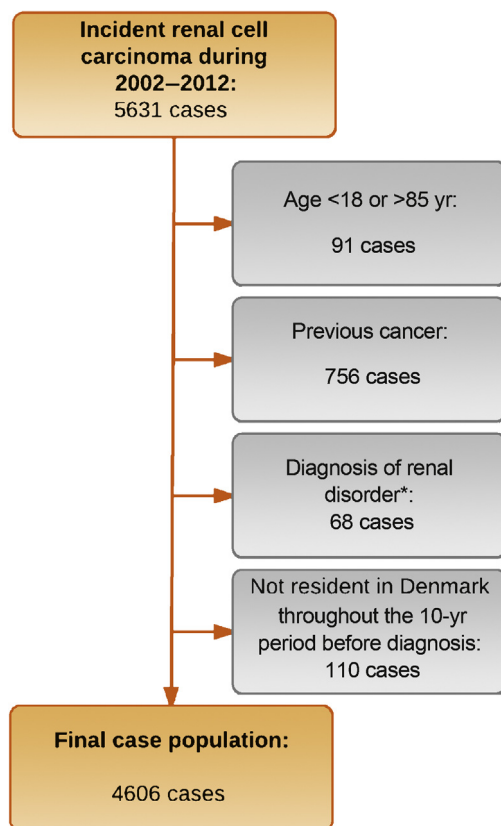 Incident renal cell
carcinoma during
2002–2012:
5631 cases
Age <18 or >85 yr:
91 cases
Previous cancer:
756 cases
Diagnosis of renal
disorder*:
68 cases
Not resident in Denmark
throughout the 10-yr
period before diagnosis:
110 cases
Final case population:
4606 cases